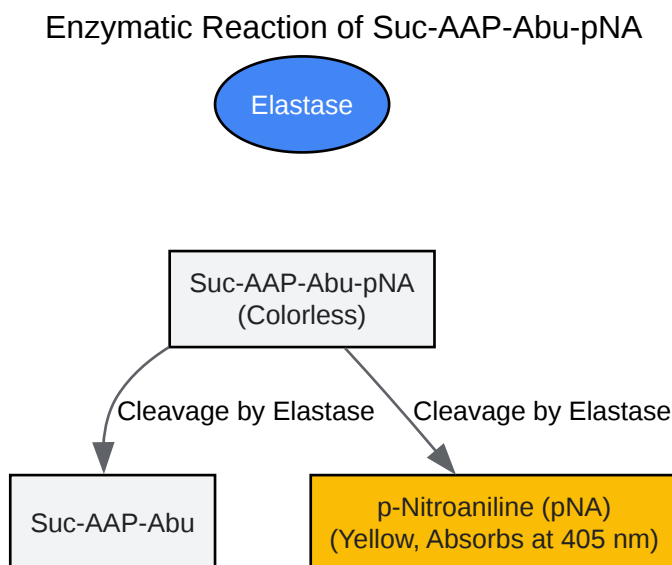 Enzymatic Reaction of Suc-AAP-Abu-pNA
Elastase
Suc-AAP-Abu-pNA
(Colorless)
Cleavage by Elastase
Cleavage by Elastase
Suc-AAP-Abu
p-Nitroaniline (pNA)
(Yellow, Absorbs at 405 nm)